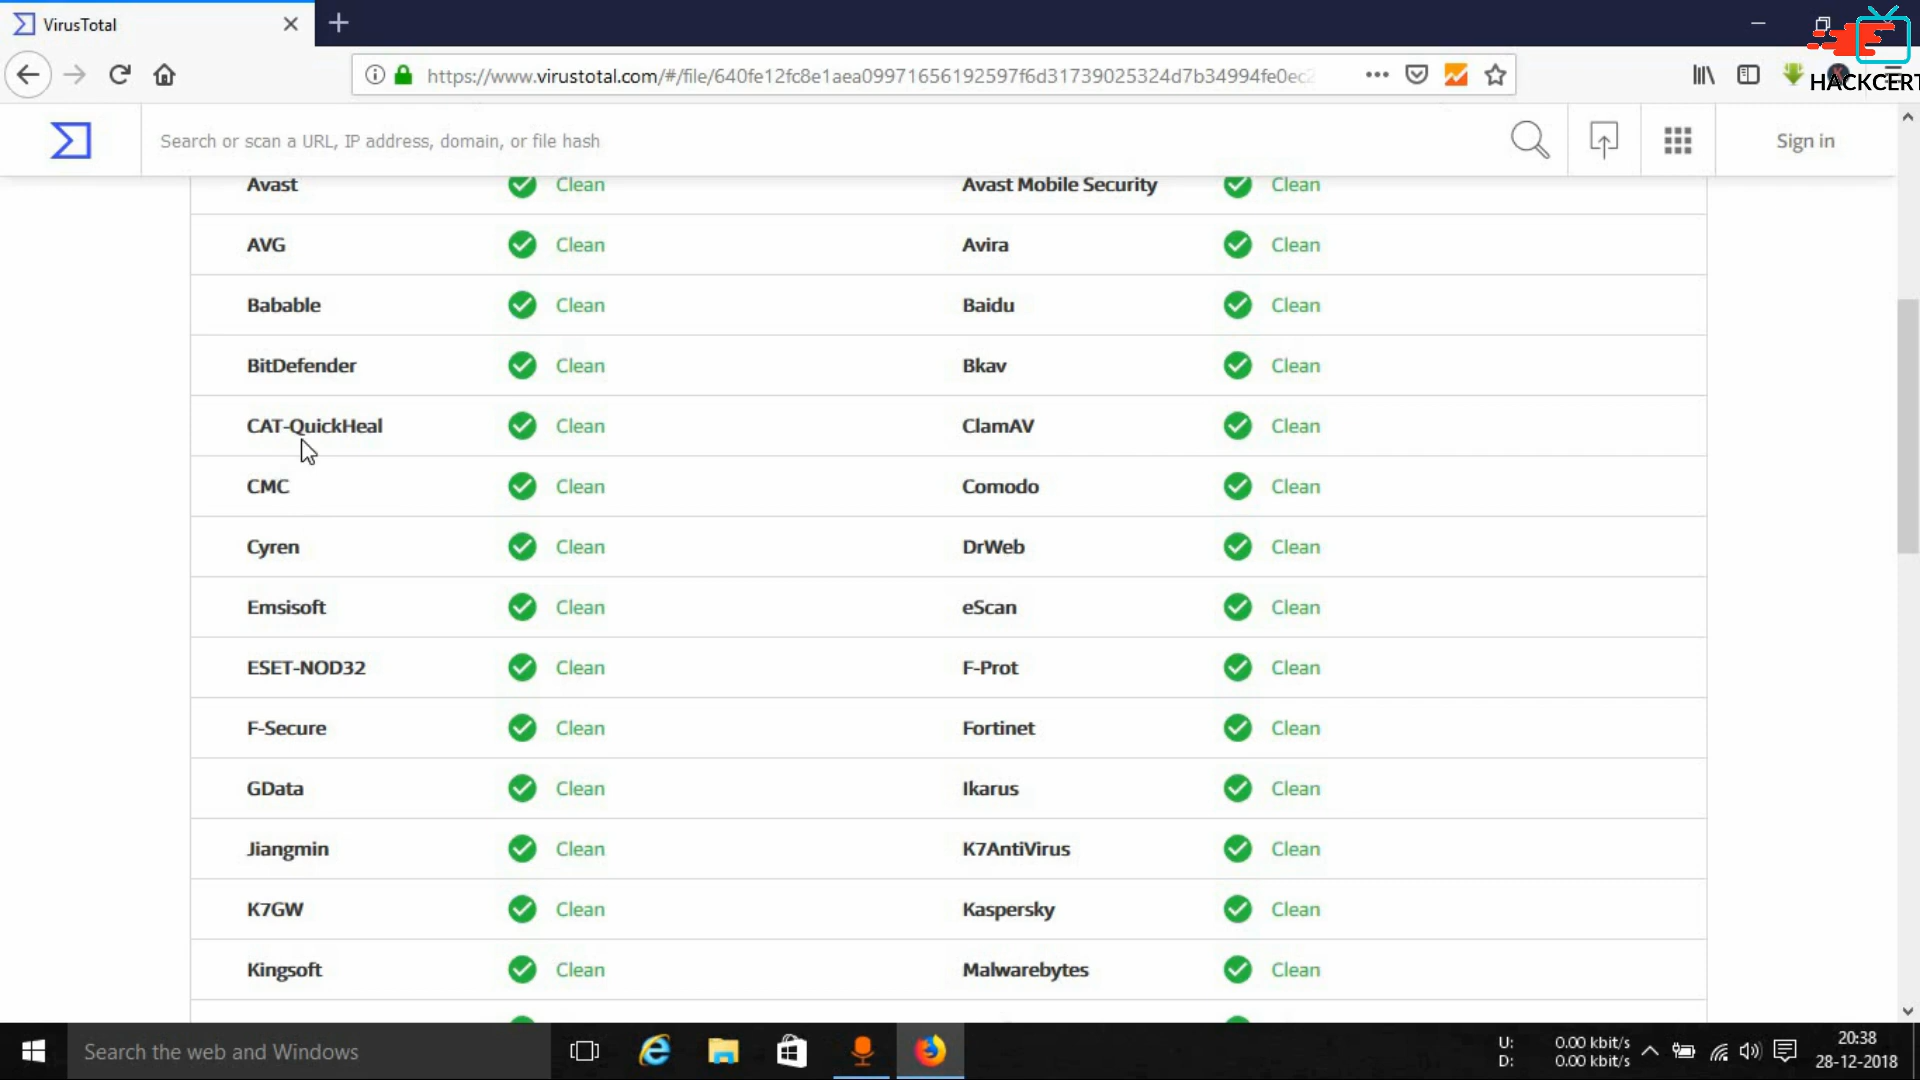 VirusTotal
https://www.virustotal.com/#/file/640fe12fc8e1aea09971656192597f6d31739025324d7b34994fe0ec2
HACKCERT
Search or scan a URL, IP address, domain, or file hash
Sign in
Avast Clean Avast Mobile Security Clean
AVG Clean Avira Clean
Babable Clean Baidu Clean
BitDefender Clean Bkav Clean
CAT-QuickHeal Clean ClamAV Clean
CMC Clean Comodo Clean
Cyren Clean DrWeb Clean
Emsisoft Clean eScan Clean
ESET-NOD32 Clean F-Prot Clean
F-Secure Clean Fortinet Clean
GData Clean Ikarus Clean
Jiangmin Clean K7AntiVirus Clean
K7GW Clean Kaspersky Clean
Kingsoft Clean Malwarebytes Clean
Search the web and Windows
U: 0.00 kbit/s
D: 0.00 kbit/s
20:38
28-12-2018